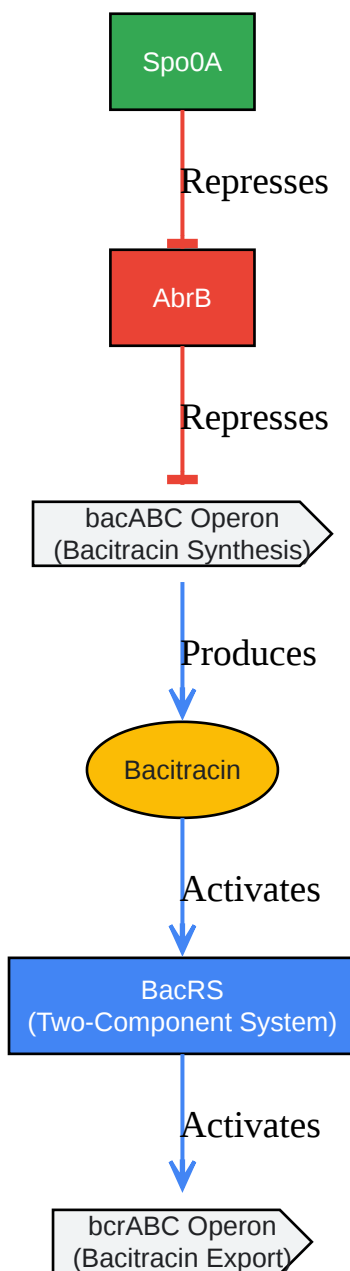 Spo0A
Represses
AbrB
Represses
bacABC Operon
(Bacitracin Synthesis)
Produces
Bacitracin
Activates
BacRS
(Two-Component System)
Activates
bcrABC Operon
(Bacitracin Export)